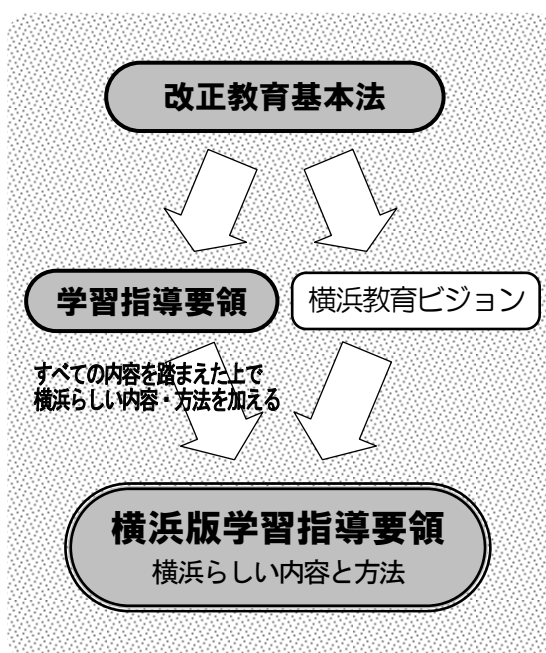 改正教育基本法
学習指導要領
横浜教育ビジョン
すべての内容を踏まえた上で
横浜らしい内容・方法を加える
横浜版学習指導要領
横浜らしい内容と方法